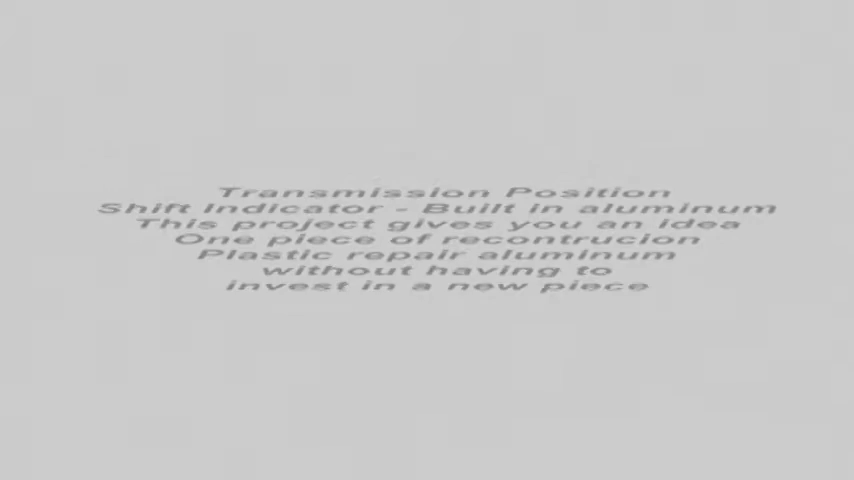 Transmission Position
Shift Indicator - Built in aluminum
This project gives you an idea
One piece of recontrucion
Plastic repair aluminum
without having to
invest in a new piece